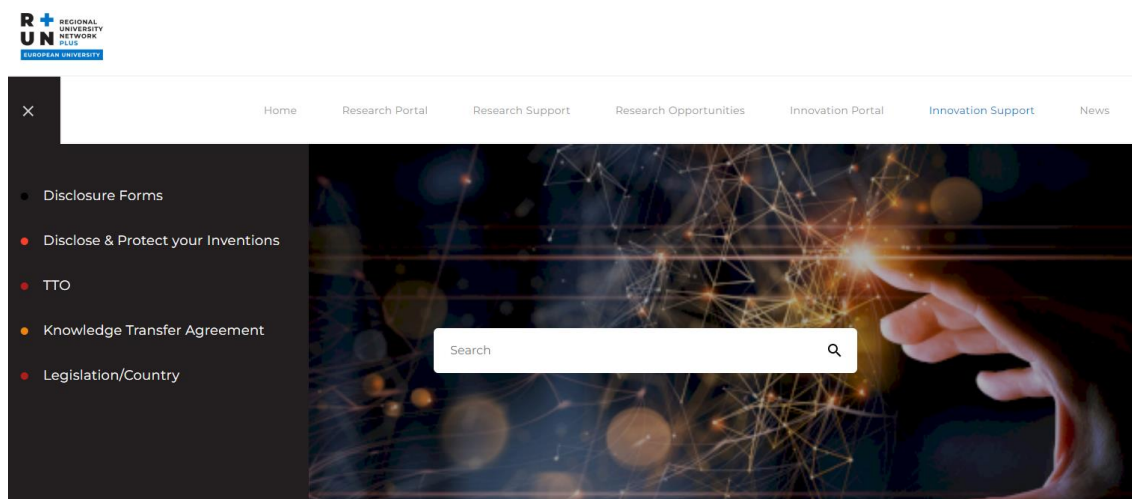 R+ REGIONAL
UNIVERSITY
UN NETWORK
PLUS
EUROPEAN UNIVERSITY
× Home Research Portal Research Support Research Opportunities Innovation Portal Innovation Support News
Disclosure Forms
Disclose & Protect your Inventions
TTO
Knowledge Transfer Agreement
Legislation/Country
Search